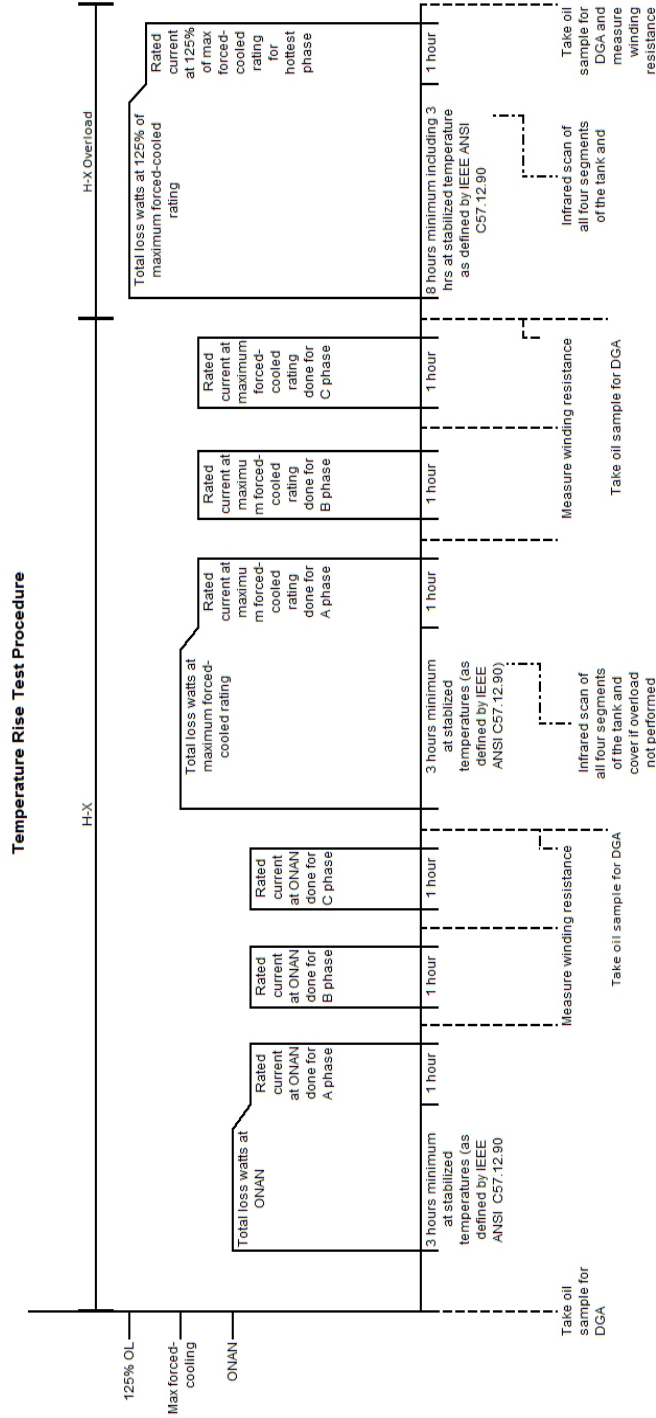 Temperature Rise Test Procedure
H-X
H-X Overload
125% OL
Max forced-
cooling
ONAN
Total loss watts at
ONAN
Rated
current
at ONAN
done for
A phase
Rated
current
at ONAN
done for
B phase
Rated
current
at ONAN
done for
C phase
Total loss watts at
maximum forced-
cooled rating
Rated
current at
maximu
m forced-
cooled
rating
done for
A phase
Rated
current at
maximu
m forced-
cooled
rating
done for
B phase
Rated
current at
maximum
forced-
cooled
rating
done for
C phase
Total loss watts at 125% of
maximum forced-cooled
rating
Rated
current
at 125%
of max
forced-
cooled
rating
for
hottest
phase
3 hours minimum
at stabilized
temperatures (as
defined by IEEE
ANSI C57.12.90
1 hour
1 hour
1 hour
3 hours minimum
at stablized
temperatures (as
defined by IEEE
ANSI C57.12.90)
1 hour
1 hour
1 hour
8 hours minimum including 3
hrs at stabilized temperature
as defined by IEEE ANSI
C57.12.90
1 hour
Take oil
sample for
DGA
Measure winding resistance
Take oil sample for DGA
Infrared scan of
all four segments
of the tank and
cover if overload
not performed
Measure winding resistance
Take oil sample for DGA
Infrared scan of
all four segments
of the tank and
Take oil
sample for
DGA and
measure
winding
resistance